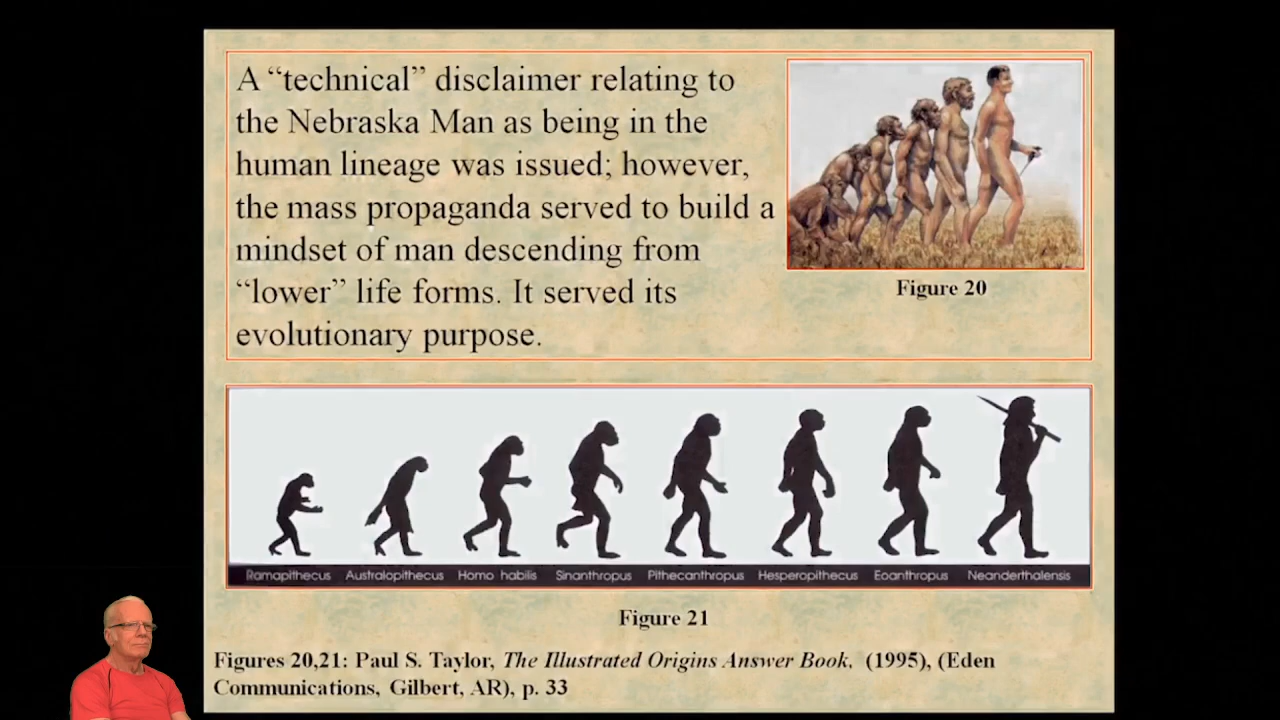 A “technical” disclaimer relating to
the Nebraska Man as being in the
human lineage was issued; however,
the mass propaganda served to build a
mindset of man descending from
“lower” life forms. It served its
evolutionary purpose.
Figure 20
Ramapithecus Australopithecus Homo habilis Sinanthropus Pithecanthropus Hesperopithecus Eoanthropus Neanderthalensis
Figure 21
Figures 20,21: Paul S. Taylor, The Illustrated Origins Answer Book. (1995), (Eden
Communications, Gilbert, AR), p. 33